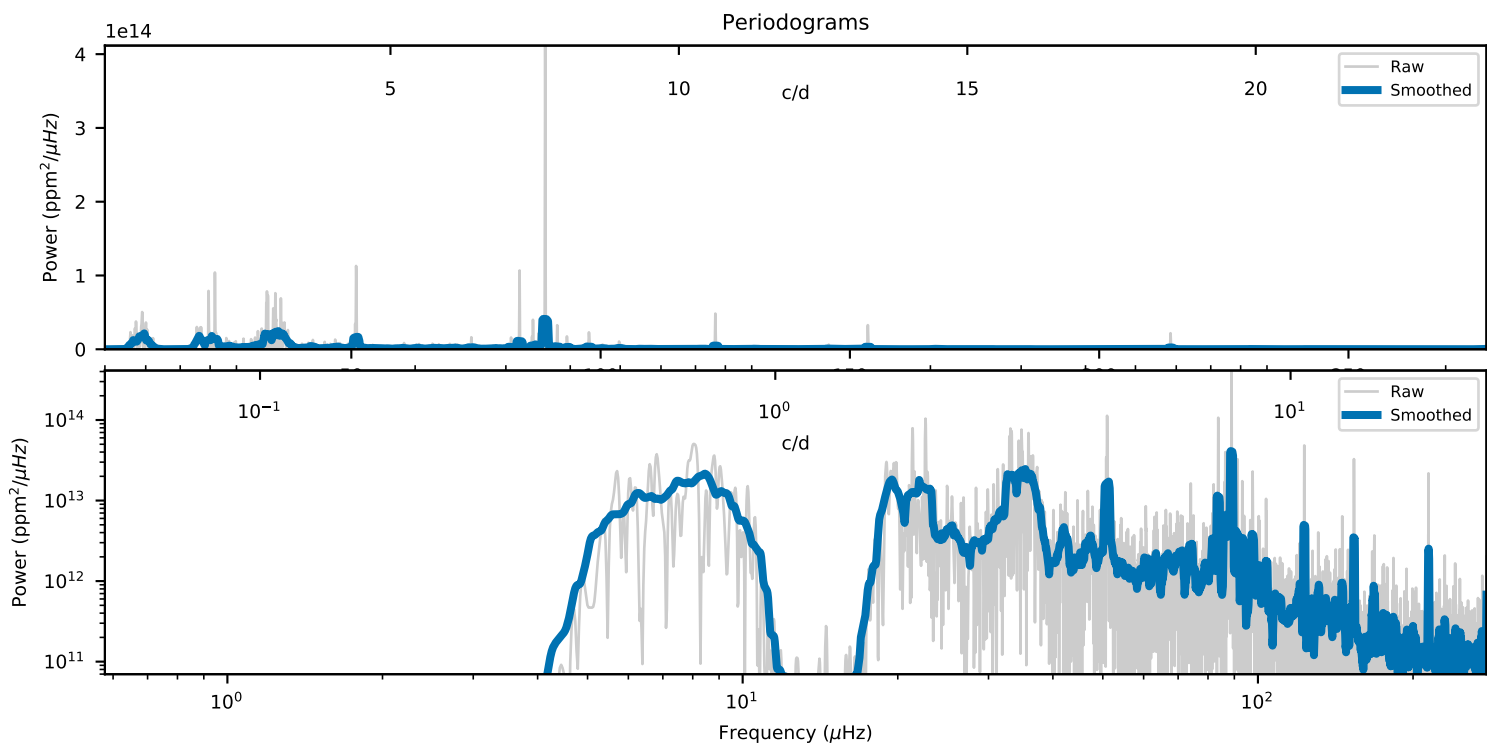 Periodograms
1e14
4
3
2
1
0
Power (ppm²/μHz)
5
10
15
20
c/d
Raw
Smoothed
10¹⁴
10¹³
10¹²
10¹¹
Power (ppm²/μHz)
10⁻¹
10⁰
10¹
c/d
Raw
Smoothed
10⁰
10¹
10²
Frequency (μHz)